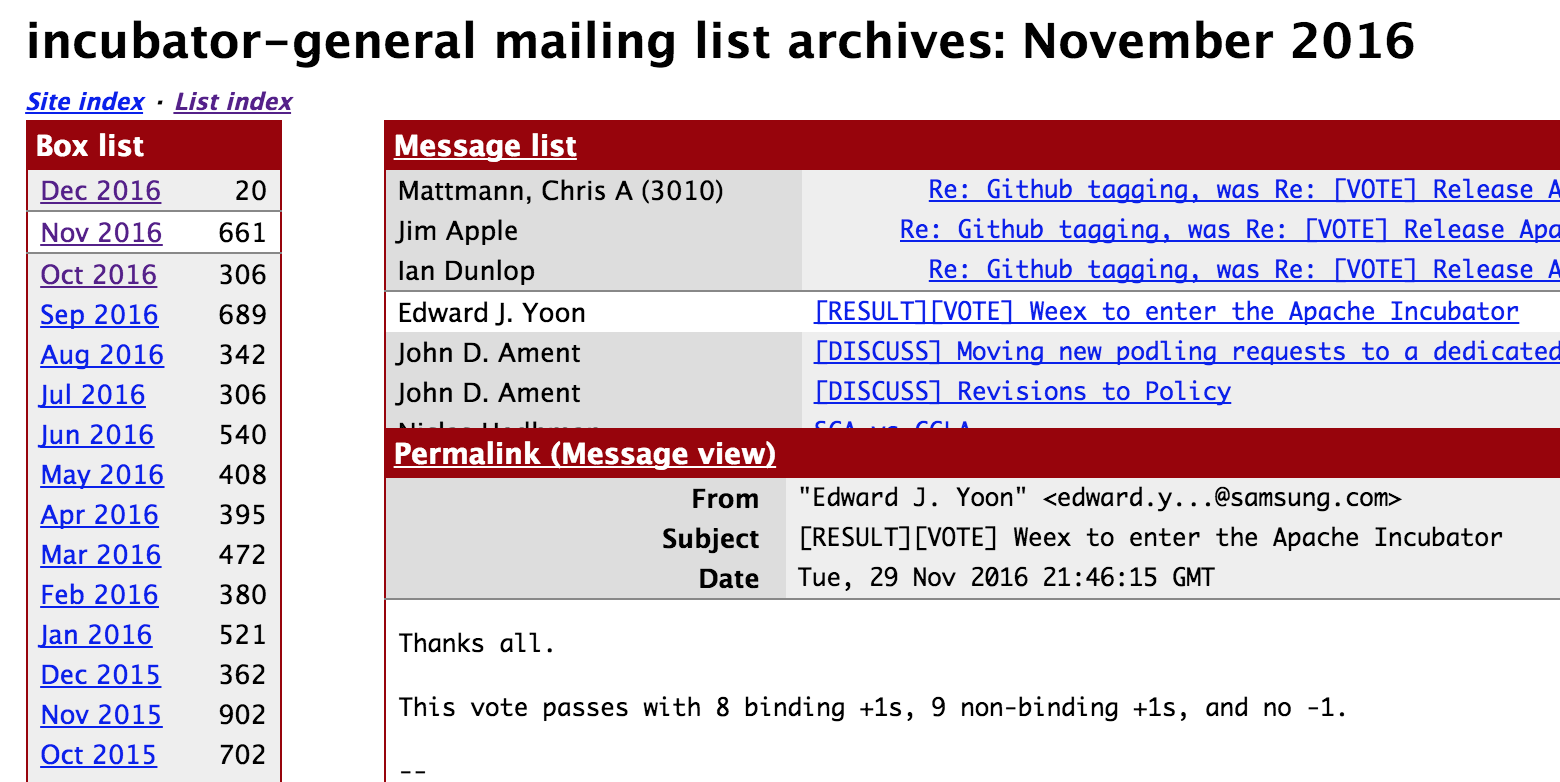 incubator-general mailing list archives: November 2016
Site index · List index
Box list
Dec 2016 20
Nov 2016 661
Oct 2016 306
Sep 2016 689
Aug 2016 342
Jul 2016 306
Jun 2016 540
May 2016 408
Apr 2016 395
Mar 2016 472
Feb 2016 380
Jan 2016 521
Dec 2015 362
Nov 2015 902
Oct 2015 702
Message list
Mattmann, Chris A (3010) Re: Github tagging, was Re: [VOTE] Release A
Jim Apple Re: Github tagging, was Re: [VOTE] Release Apa
Ian Dunlop Re: Github tagging, was Re: [VOTE] Release A
Edward J. Yoon [RESULT][VOTE] Weex to enter the Apache Incubator
John D. Ament [DISCUSS] Moving new podling requests to a dedicated
John D. Ament [DISCUSS] Revisions to Policy
Permalink (Message view)
From "Edward J. Yoon" <edward.y...@samsung.com>
Subject [RESULT][VOTE] Weex to enter the Apache Incubator
Date Tue, 29 Nov 2016 21:46:15 GMT
Thanks all.
This vote passes with 8 binding +1s, 9 non-binding +1s, and no -1.
--